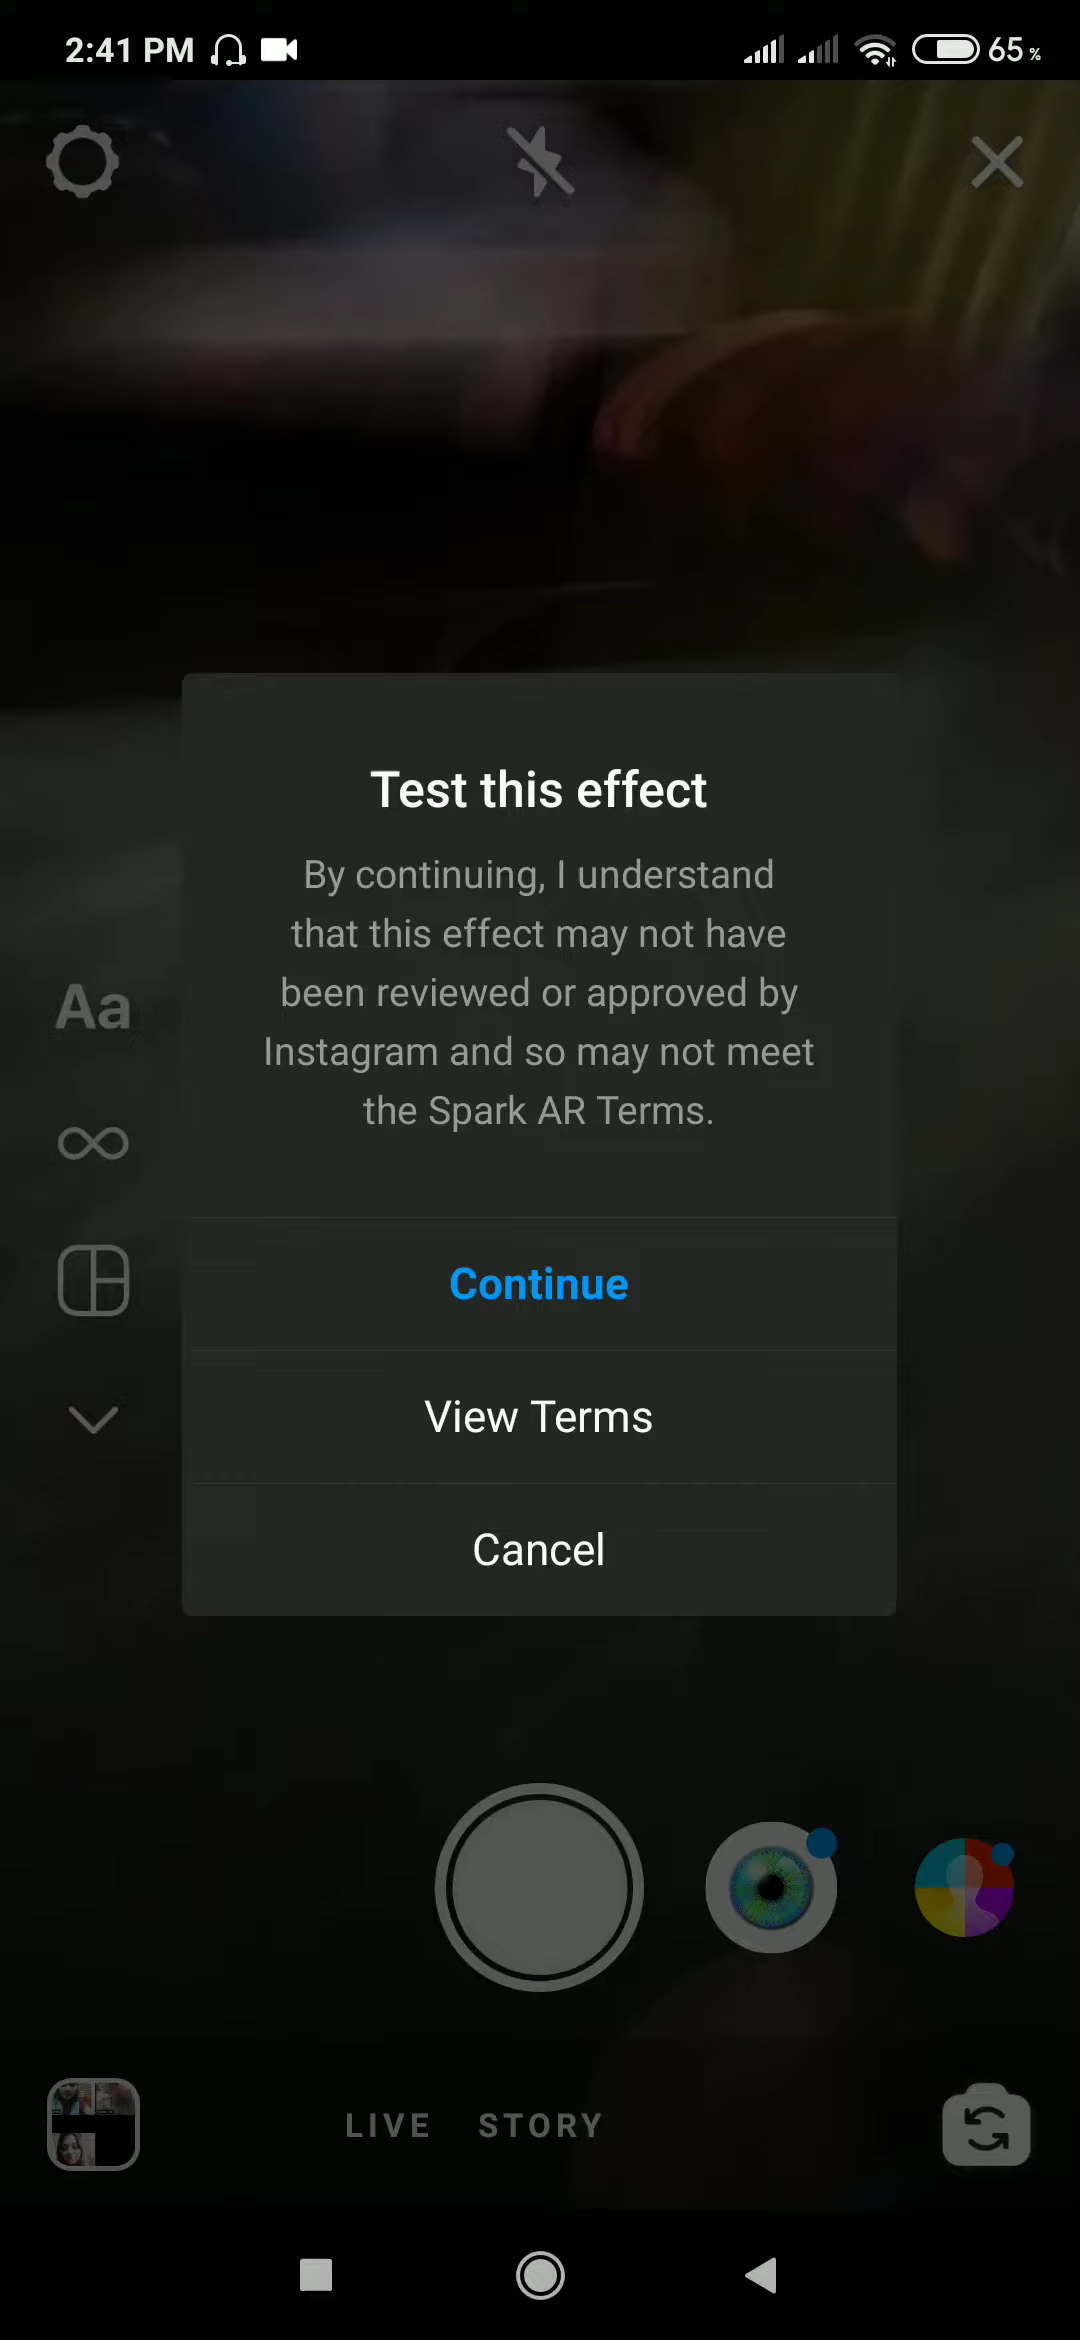 2:41 PM
65 %
Test this effect
By continuing, I understand
that this effect may not have
been reviewed or approved by
Instagram and so may not meet
the Spark AR Terms.
Aa
Continue
View Terms
Cancel
LIVE STORY